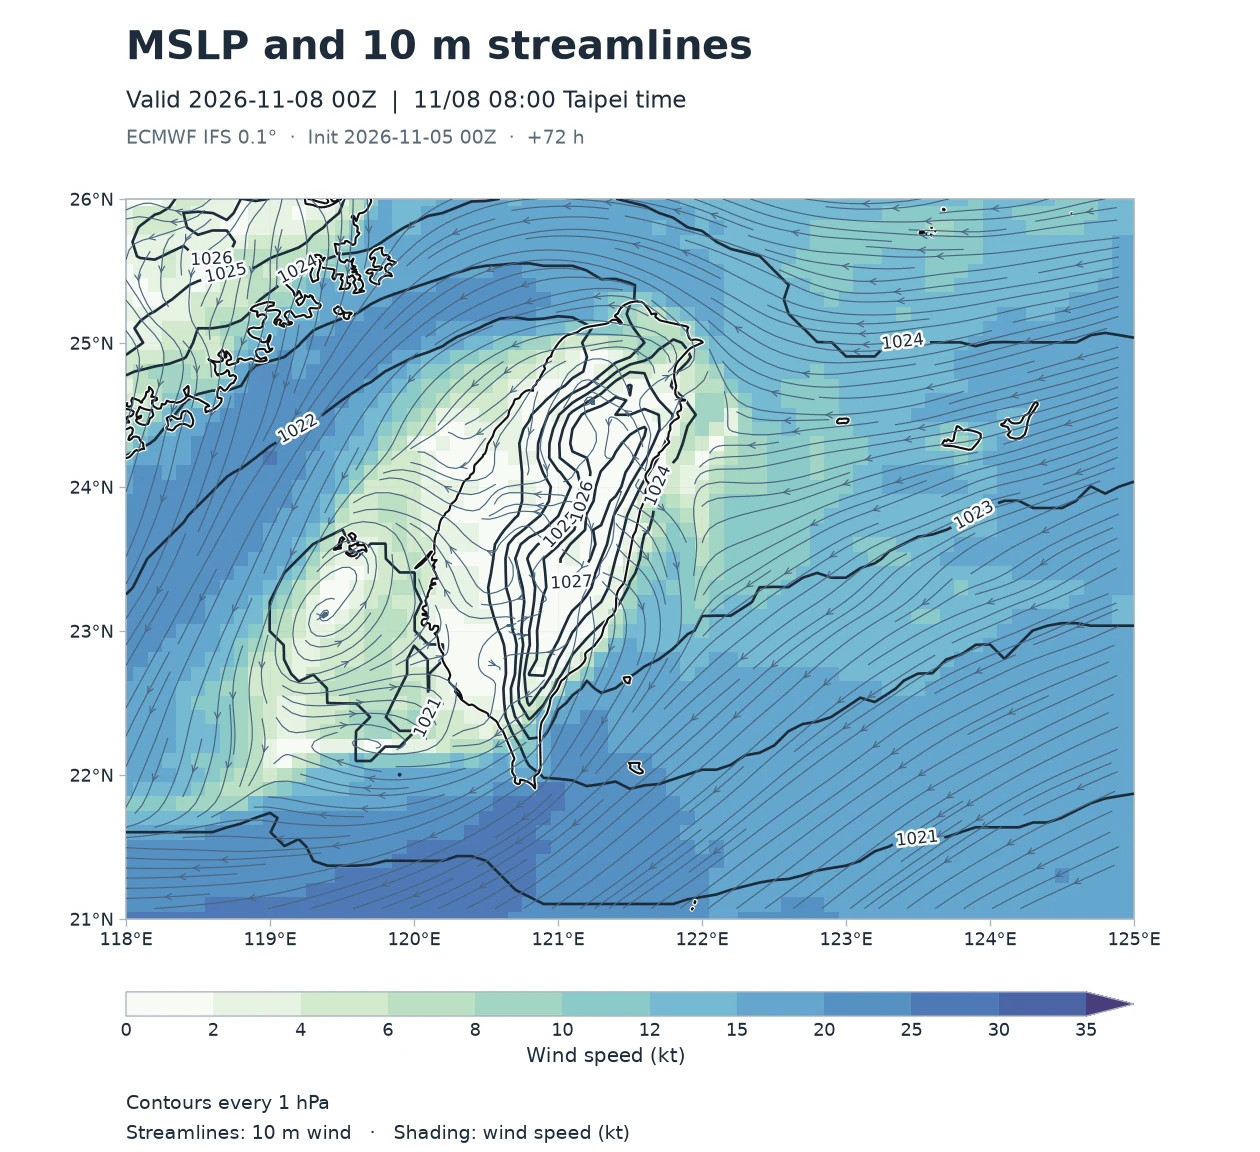 MSLP and 10 m streamlines
Valid 2026-11-08 00Z | 11/08 08:00 Taipei time
ECMWF IFS 0.1° · Init 2026-11-05 00Z · +72 h
26°N
1026
1025
1024
25°N
1024
1022
24°N
1024
1026
1023
1027
23°N
1021
22°N
1021
21°N
118°E 119°E 120°E 121°E 122°E 123°E 124°E 125°E
0 2 4 6 8 10 12 15 20 25 30 35
Wind speed (kt)
Contours every 1 hPa
Streamlines: 10 m wind · Shading: wind speed (kt)